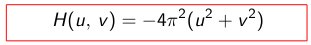 H(u, v) = −4π²(u² + v²)